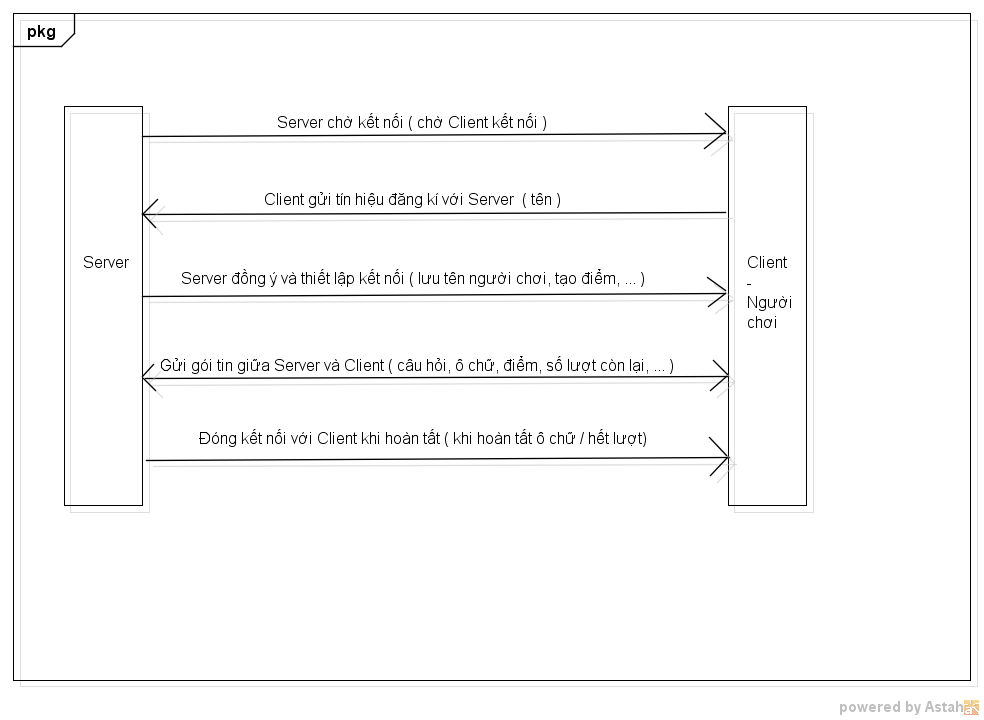 pkg
Server chờ kết nối ( chờ Client kết nối )
Client gửi tín hiệu đăng kí với Server ( tên )
Server
Client
-
Người
chơi
Server đồng ý và thiết lập kết nối ( lưu tên người chơi, tạo điểm, ... )
Gửi gói tin giữa Server và Client ( câu hỏi, ô chữ, điểm, số lượt còn lại, ... )
Đóng kết nối với Client khi hoàn tất ( khi hoàn tất ô chữ / hết lượt)
powered by Astah